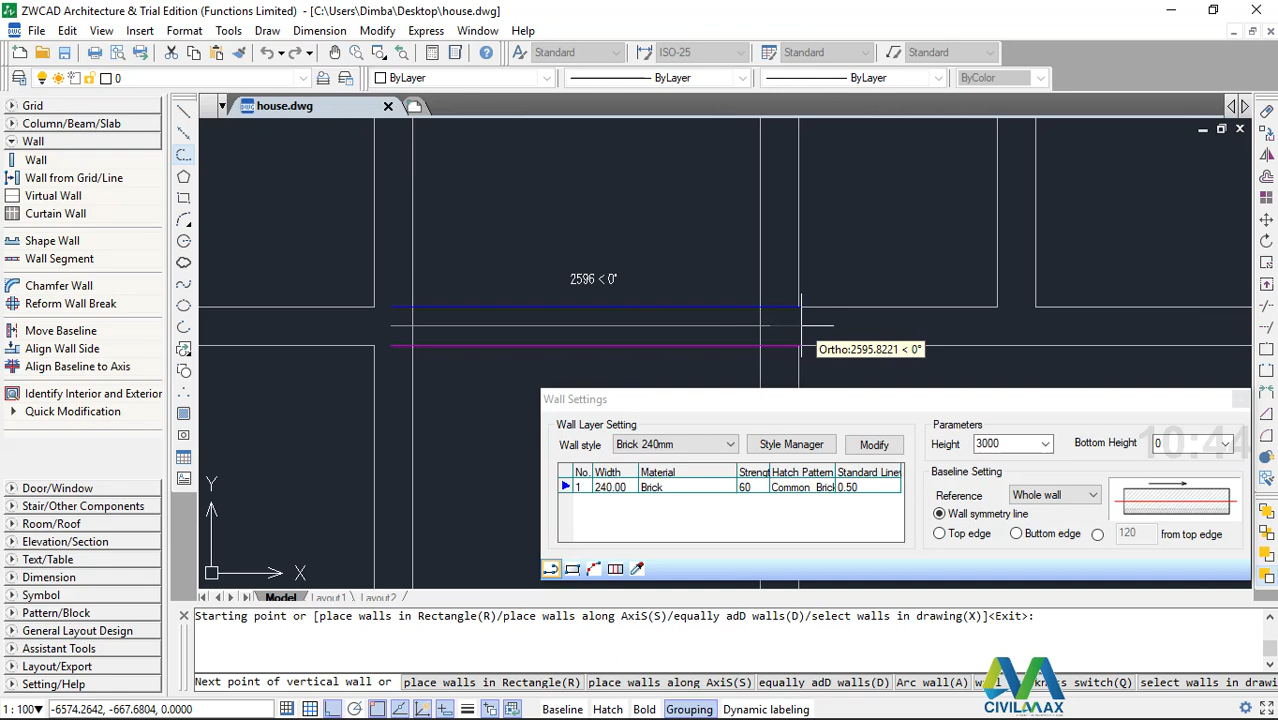 ZWCAD Architecture & Trial Edition (Functions Limited) - [C:\Users\Dimba\Desktop\house.dwg]
File Edit View Insert Format Tools Draw Dimension Modify Express Window Help
Standard ISO-25 Standard Standard
0 ByLayer ByLayer ByLayer ByColor
house.dwg
Grid
Column/Beam/Slab
Wall
Wall
Wall from Grid/Line
Virtual Wall
Curtain Wall
Shape Wall
Wall Segment
Chamfer Wall
Reform Wall Break
Move Baseline
Align Wall Side
Align Baseline to Axis
Identify Interior and Exterior
Quick Modification
Door/Window
Stair/Other Components
Room/Roof
Elevation/Section
Text/Table
Dimension
Symbol
Pattern/Block
General Layout Design
Assistant Tools
Layout/Export
Setting/Help
2596 < 0°
Ortho:2595.8221 < 0°
Y
X
Wall Settings
Wall Layer Setting
Wall style Brick 240mm Style Manager Modify
No. Width Material Strengt Hatch Pattern Standard Line
1 240.00 Brick 60 Common Brick 0.50
Parameters
Height 3000 Bottom Height 0
10:44
Baseline Setting
Reference Whole wall
Wall symmetry line
Top edge Buttom edge 120 from top edge
Model Layout1 Layout2
Starting point or [place walls in Rectangle(R)/place walls along AxiS(S)/equally adD walls(D)/select walls in drawing(X)]<Exit>:
Next point of vertical wall or place walls in Rectangle(R) place walls along AxiS(S) equally adD walls(D) Arc wall(A) switch(Q) select walls in drawi
1 : 100 -6574.2642, -667.6804, 0.0000 Baseline Hatch Bold Grouping Dynamic labeling
CIVILMAX